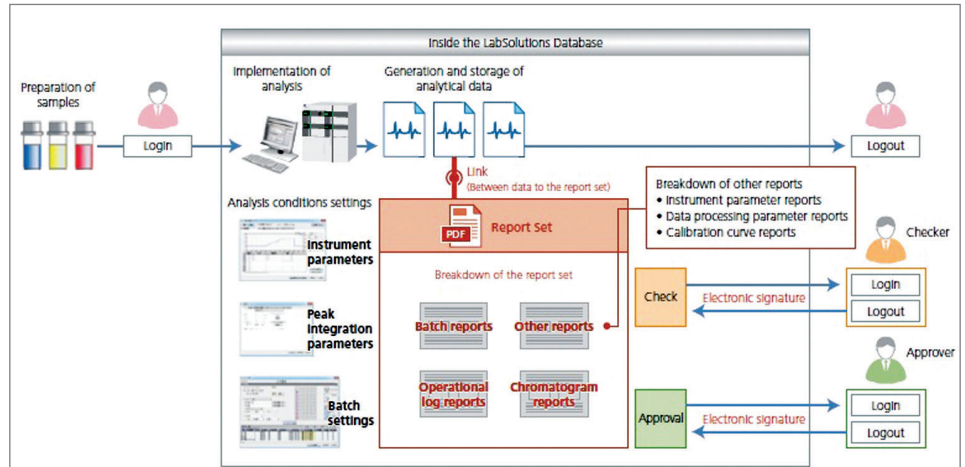 Inside the LabSolutions Database
Preparation of
samples
Login
Implementation of
analysis
Generation and storage of
analytical data
Logout
Link
(Between data to the report set)
Analysis conditions settings
Instrument
parameters
Peak
integration
parameters
Batch
settings
PDF
Report Set
Breakdown of the report set
Batch reports
Other reports
Operational
log reports
Chromatogram
reports
Breakdown of other reports
• Instrument parameter reports
• Data processing parameter reports
• Calibration curve reports
Checker
Check
Electronic signature
Login
Logout
Approver
Approval
Electronic signature
Login
Logout